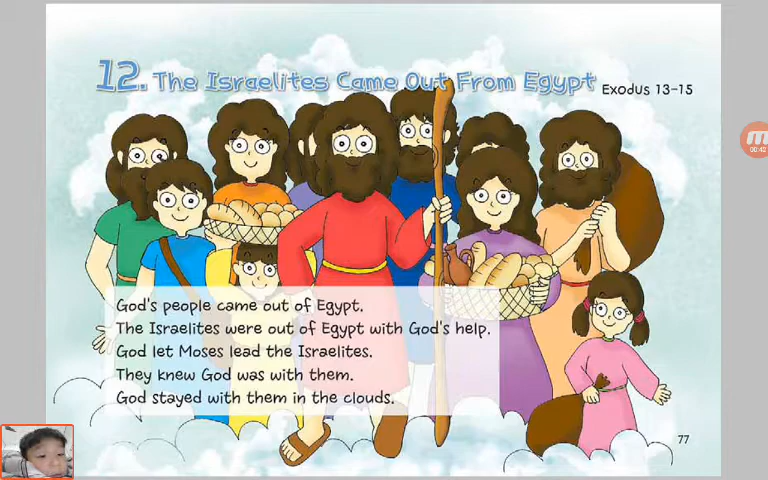 12. The Israelites Came Out From Egypt Exodus 13-15
God's people came out of Egypt.
The Israelites were out of Egypt with God's help.
God let Moses lead the Israelites.
They knew God was with them.
God stayed with them in the clouds.
77
00:42